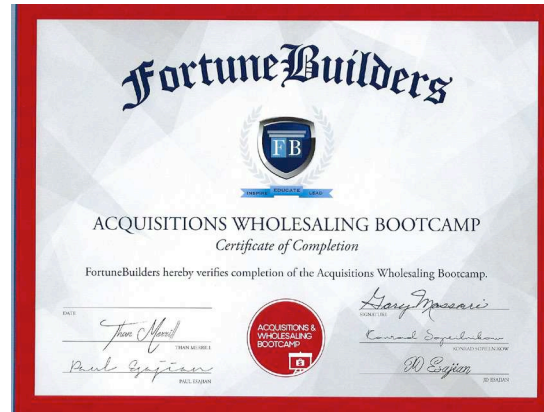 FortuneBuilders
FB
INSPIRE EDUCATE LEAD
ACQUISITIONS WHOLESALING BOOTCAMP
Certificate of Completion
FortuneBuilders hereby verifies completion of the Acquisitions Wholesaling Bootcamp.
DATE
Than Merrill
THAN MERRILL
Paul Esajian
PAUL ESAJIAN
ACQUISITIONS &
WHOLESALING
BOOTCAMP
Gary Massari
SIGNATURE
Konrad Sopielnikow
KONRAD SOPIELNIKOW
JD Esajian
JD ESAJIAN